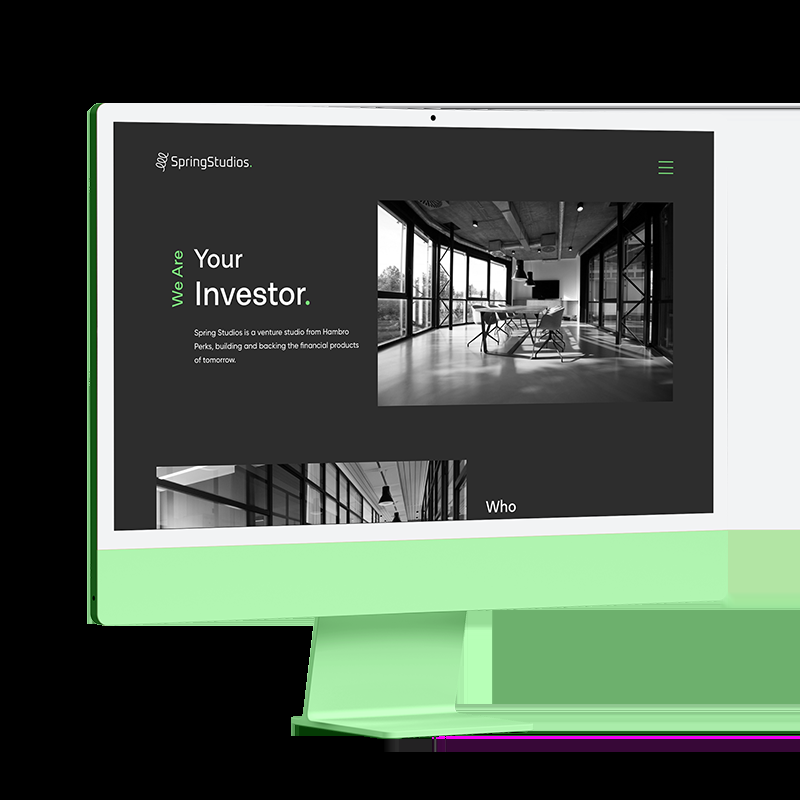 SpringStudios.
We Are
Your
Investor.
Spring Studios is a venture studio from Hambro
Perks, building and backing the financial products
of tomorrow.
Who